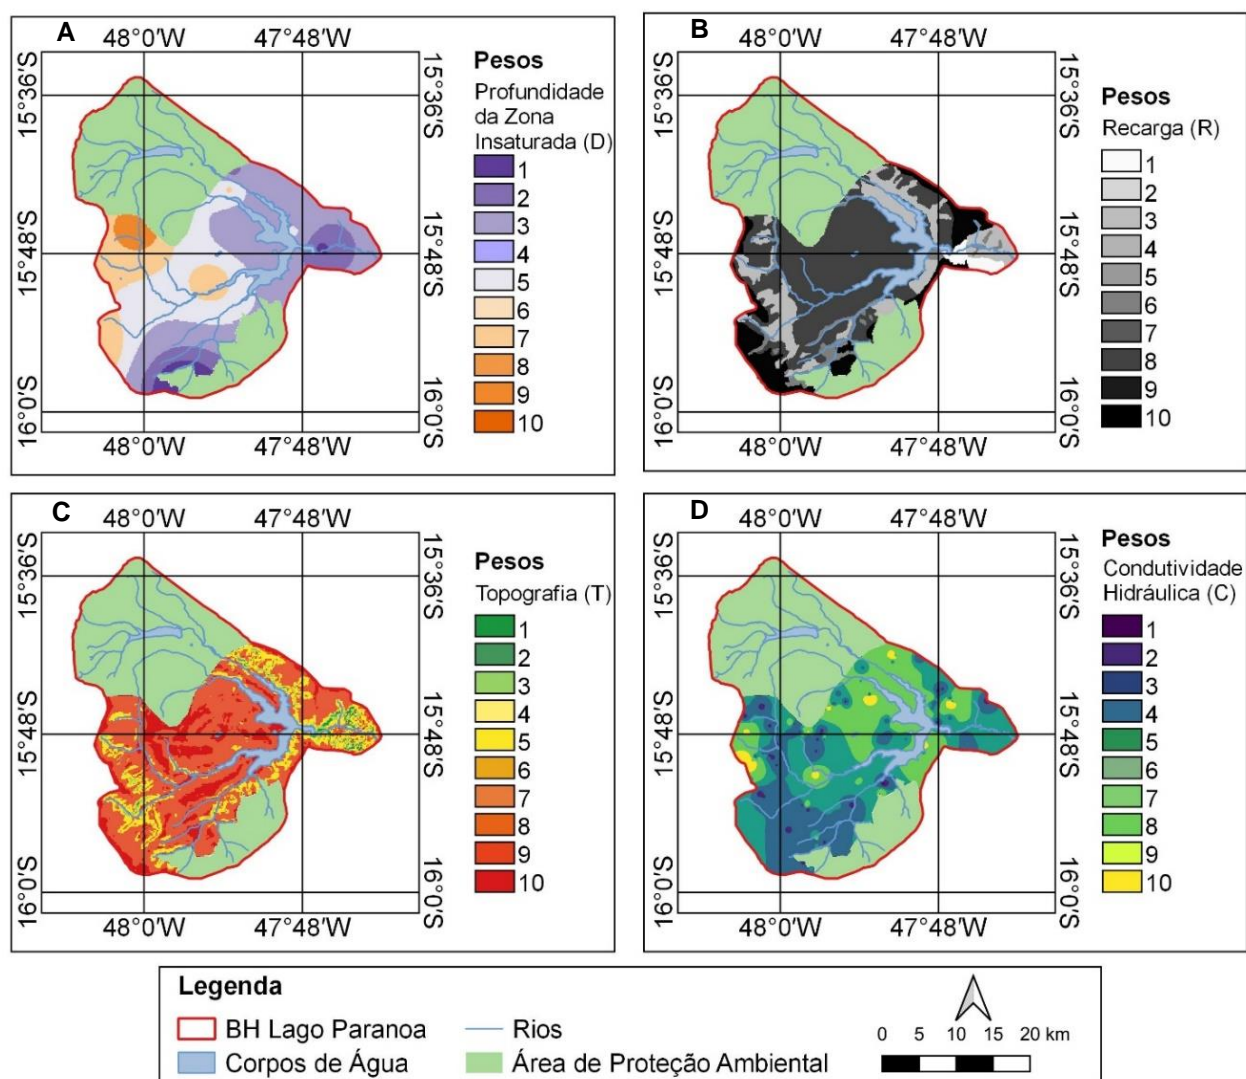 A
48°0′W 47°48′W
15°36′S
15°48′S
16°0′S
15°36′S
15°48′S
16°0′S
48°0′W 47°48′W
Pesos
Profundidade
da Zona
Insaturada (D)
1
2
3
4
5
6
7
8
9
10
B
48°0′W 47°48′W
15°36′S
15°48′S
16°0′S
15°36′S
15°48′S
16°0′S
48°0′W 47°48′W
Pesos
Recarga (R)
1
2
3
4
5
6
7
8
9
10
C
48°0′W 47°48′W
15°36′S
15°48′S
16°0′S
15°36′S
15°48′S
16°0′S
48°0′W 47°48′W
Pesos
Topografia (T)
1
2
3
4
5
6
7
8
9
10
D
48°0′W 47°48′W
15°36′S
15°48′S
16°0′S
15°36′S
15°48′S
16°0′S
48°0′W 47°48′W
Pesos
Condutividade
Hidráulica (C)
1
2
3
4
5
6
7
8
9
10
Legenda
BH Lago Paranoa
Rios
Corpos de Água
Área de Proteção Ambiental
0 5 10 15 20 km